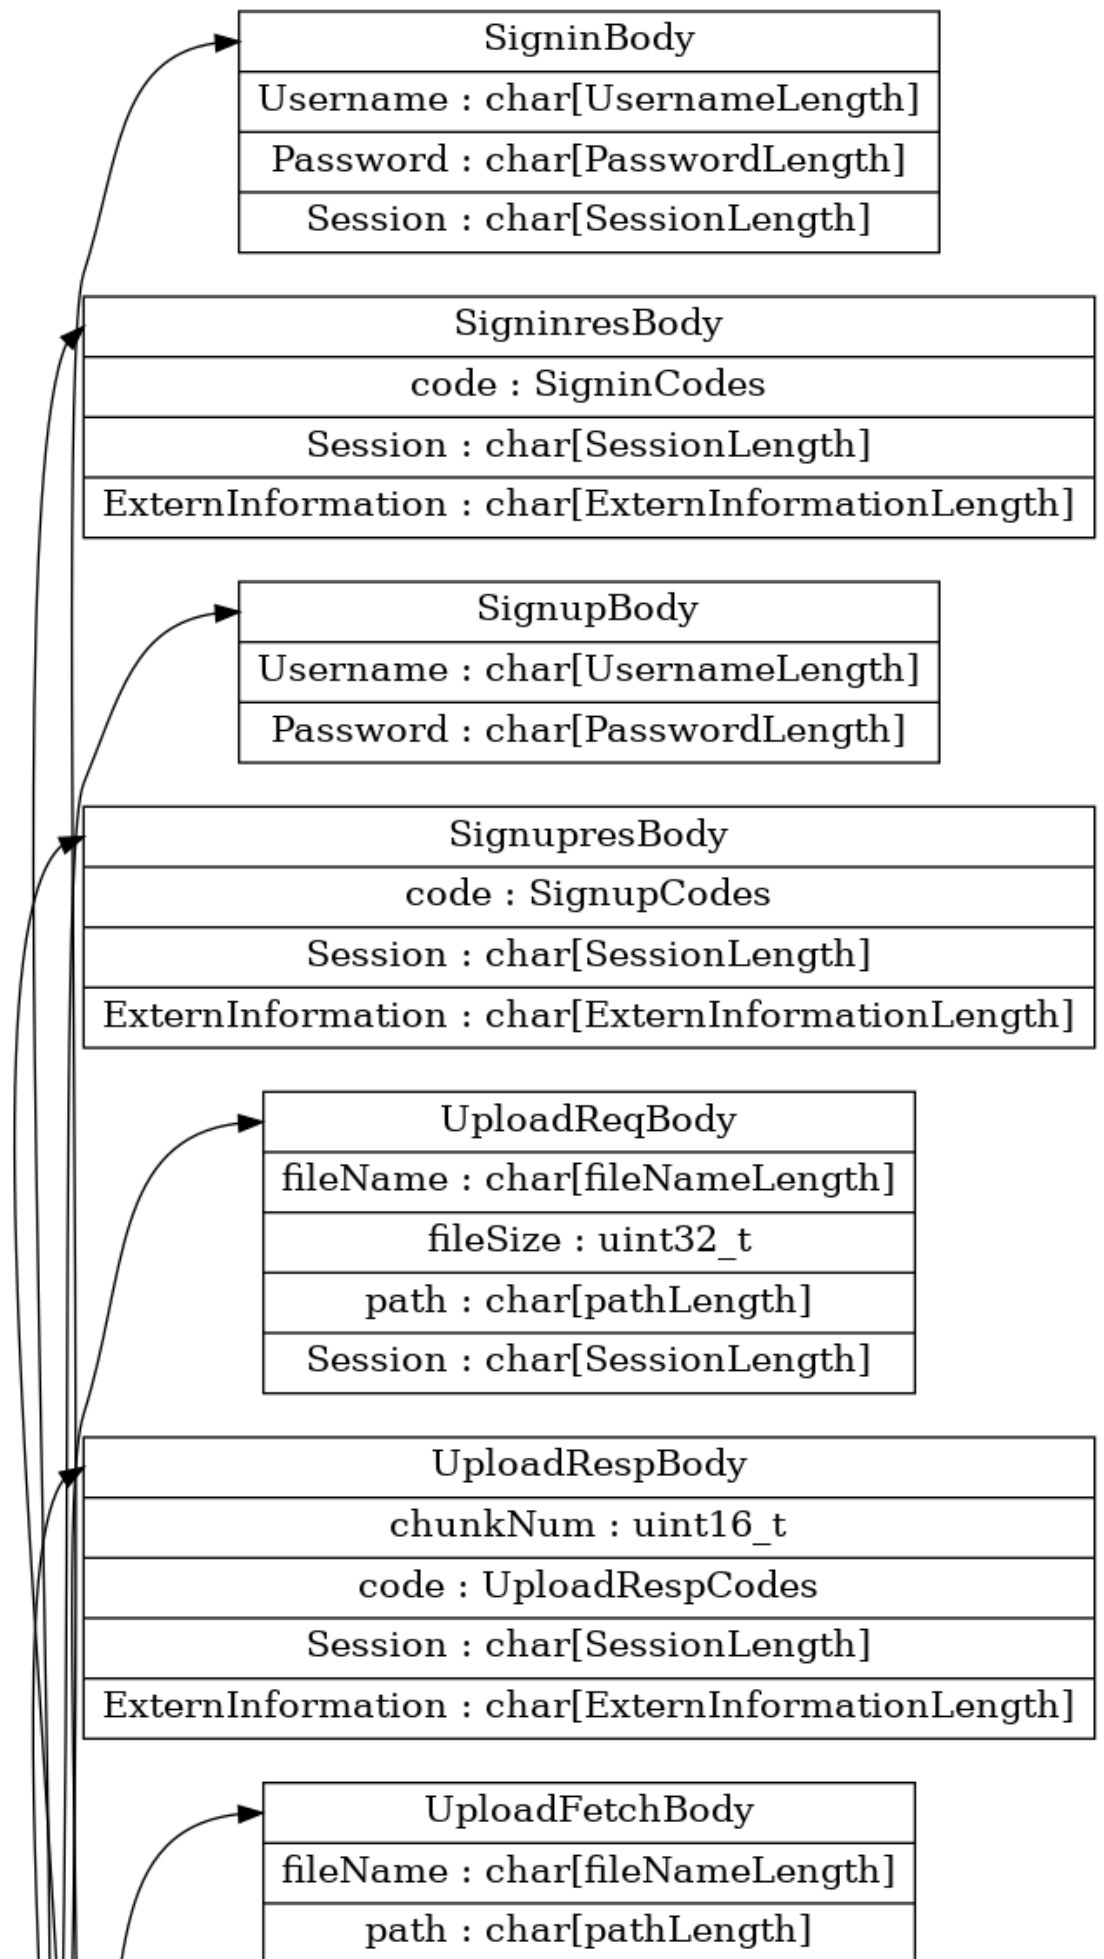 SigninBody
Username : char[UsernameLength]
Password : char[PasswordLength]
Session : char[SessionLength]
SigninresBody
code : SigninCodes
Session : char[SessionLength]
ExternInformation : char[ExternInformationLength]
SignupBody
Username : char[UsernameLength]
Password : char[PasswordLength]
SignupresBody
code : SignupCodes
Session : char[SessionLength]
ExternInformation : char[ExternInformationLength]
UploadReqBody
fileName : char[fileNameLength]
fileSize : uint32_t
path : char[pathLength]
Session : char[SessionLength]
UploadRespBody
chunkNum : uint16_t
code : UploadRespCodes
Session : char[SessionLength]
ExternInformation : char[ExternInformationLength]
UploadFetchBody
fileName : char[fileNameLength]
path : char[pathLength]